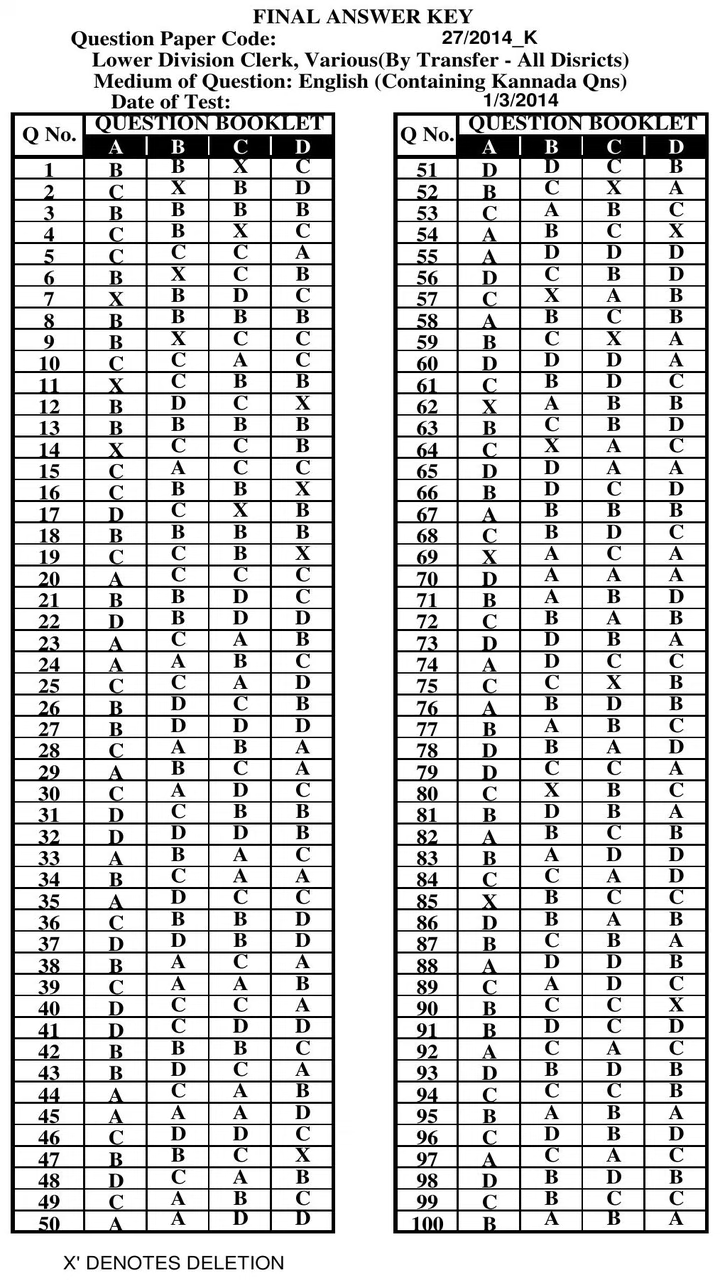 FINAL ANSWER KEY
Question Paper Code: 27/2014_K
Lower Division Clerk, Various(By Transfer - All Disricts)
Medium of Question: English (Containing Kannada Qns)
Date of Test: 1/3/2014
Q No. QUESTION BOOKLET
A B C D
1 B B X C
2 C X B D
3 B B B B
4 C B X C
5 C C C A
6 B X C B
7 X B D C
8 B B B B
9 B X C C
10 C C A C
11 X C B B
12 B D C X
13 B B B B
14 X C C B
15 C A C C
16 C B B X
17 D C X B
18 B B B B
19 C C B X
20 A C C C
21 B B D C
22 D B D D
23 A C A B
24 A A B C
25 C C A D
26 B D C B
27 B D D D
28 C A B A
29 A B C A
30 C A D C
31 D C B B
32 D D D B
33 A B A C
34 B C A A
35 A D C C
36 C B B D
37 D D B D
38 B A C A
39 C A A B
40 D C C A
41 D C D D
42 B B B C
43 B D C A
44 A C A B
45 A A A D
46 C D D C
47 B B C X
48 D C A B
49 C A B C
50 A A D D
Q No. QUESTION BOOKLET
A B C D
51 D D C B
52 B C X A
53 C A B C
54 A B C X
55 A D D D
56 D C B D
57 C X A B
58 A B C B
59 B C X A
60 D D D A
61 C B D C
62 X A B B
63 B C B D
64 C X A C
65 D D A A
66 B D C D
67 A B B B
68 C B D C
69 X A C A
70 D A A A
71 B A B D
72 C B A B
73 D D B A
74 A D C C
75 C C X B
76 A B D B
77 B A B C
78 D B A D
79 D C C A
80 C X B C
81 B D B A
82 A B C B
83 B A D D
84 C C A D
85 X B C C
86 D B A B
87 B C B A
88 A D D B
89 C A D C
90 B C C X
91 B D C D
92 A C A C
93 D B D B
94 C C C B
95 B A B A
96 C D B D
97 A C A C
98 D B D B
99 C B C C
100 B A B A
X' DENOTES DELETION